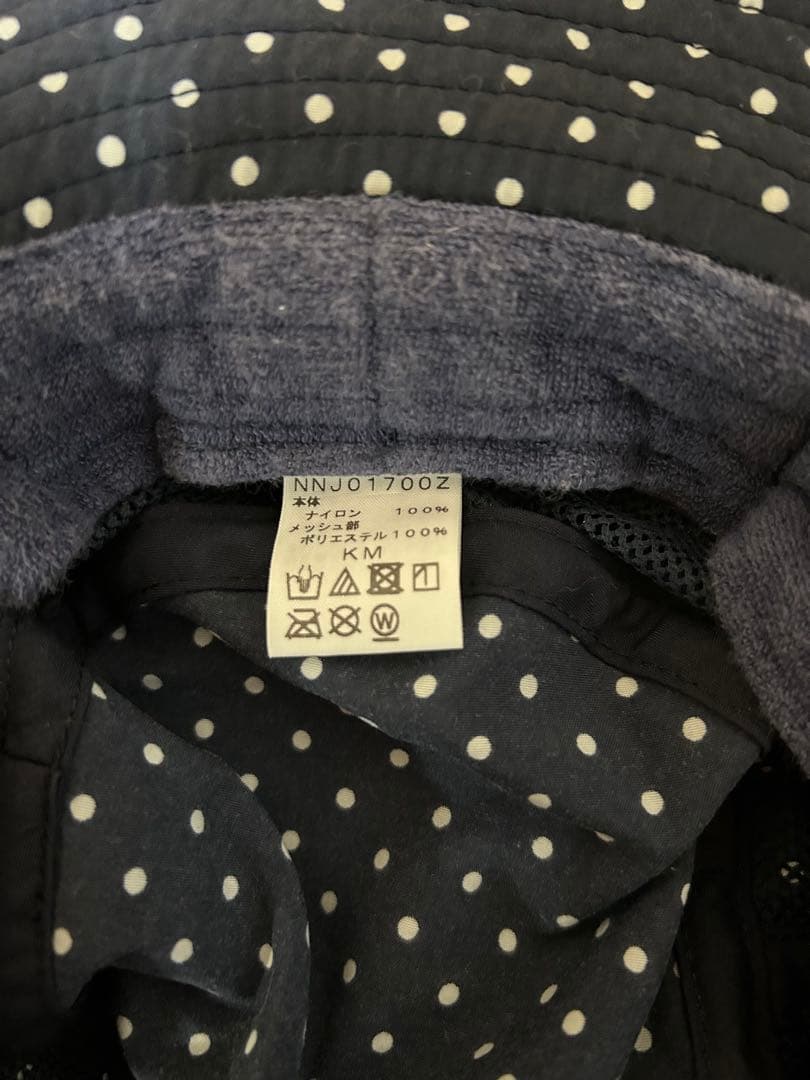 NNJ01700Z
本体
ナイロン 100%
メッシュ部
ポリエステル100%
KM
W